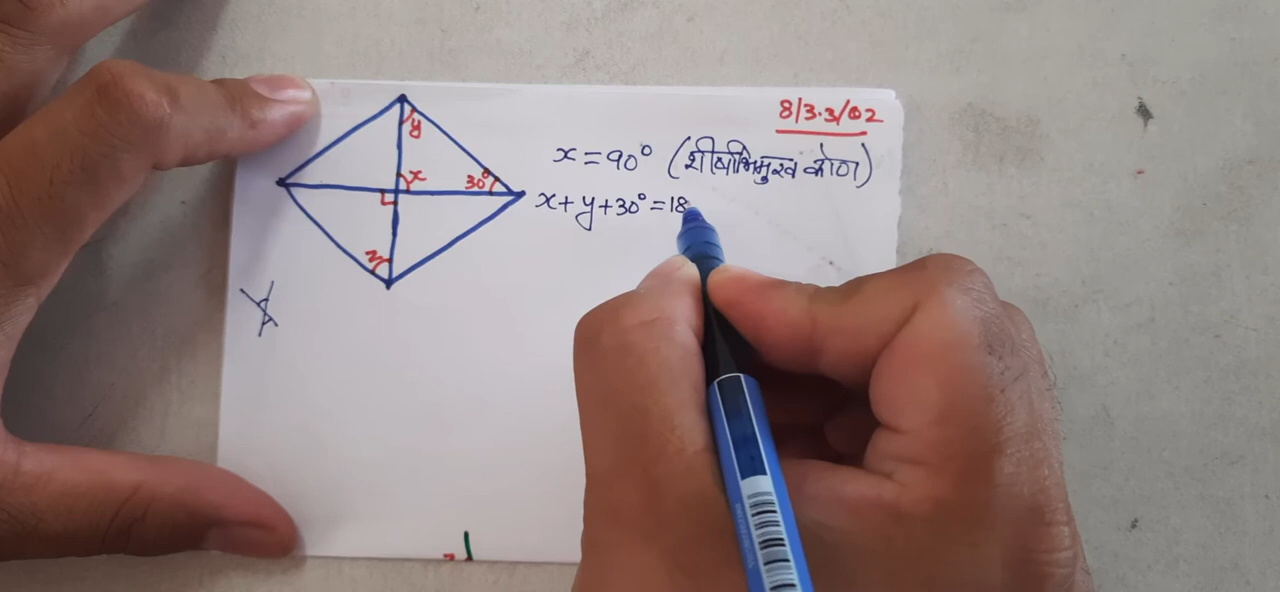 8/3.3/02
y
x = 90° (शीर्षाभिमुख कोण)
x
30°
x + y + 30° = 18
z